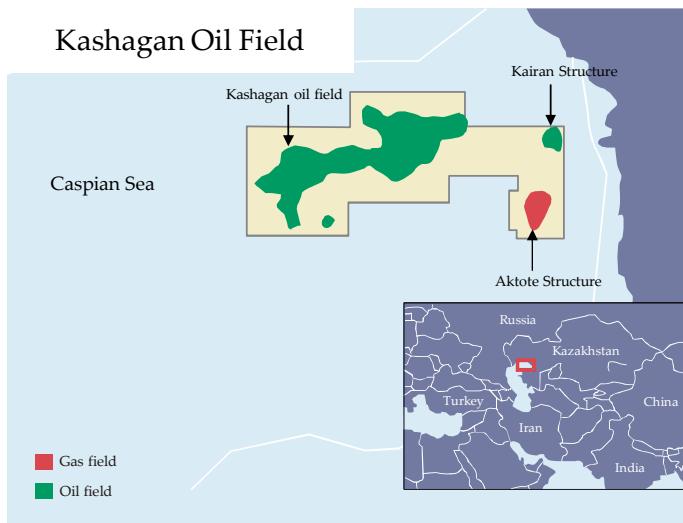 Kashagan Oil Field
Kairan Structure
Kashagan oil field
Caspian Sea
Aktote Structure
Russia
Kazakhstan
Turkey
China
Iran
India
Gas field
Oil field